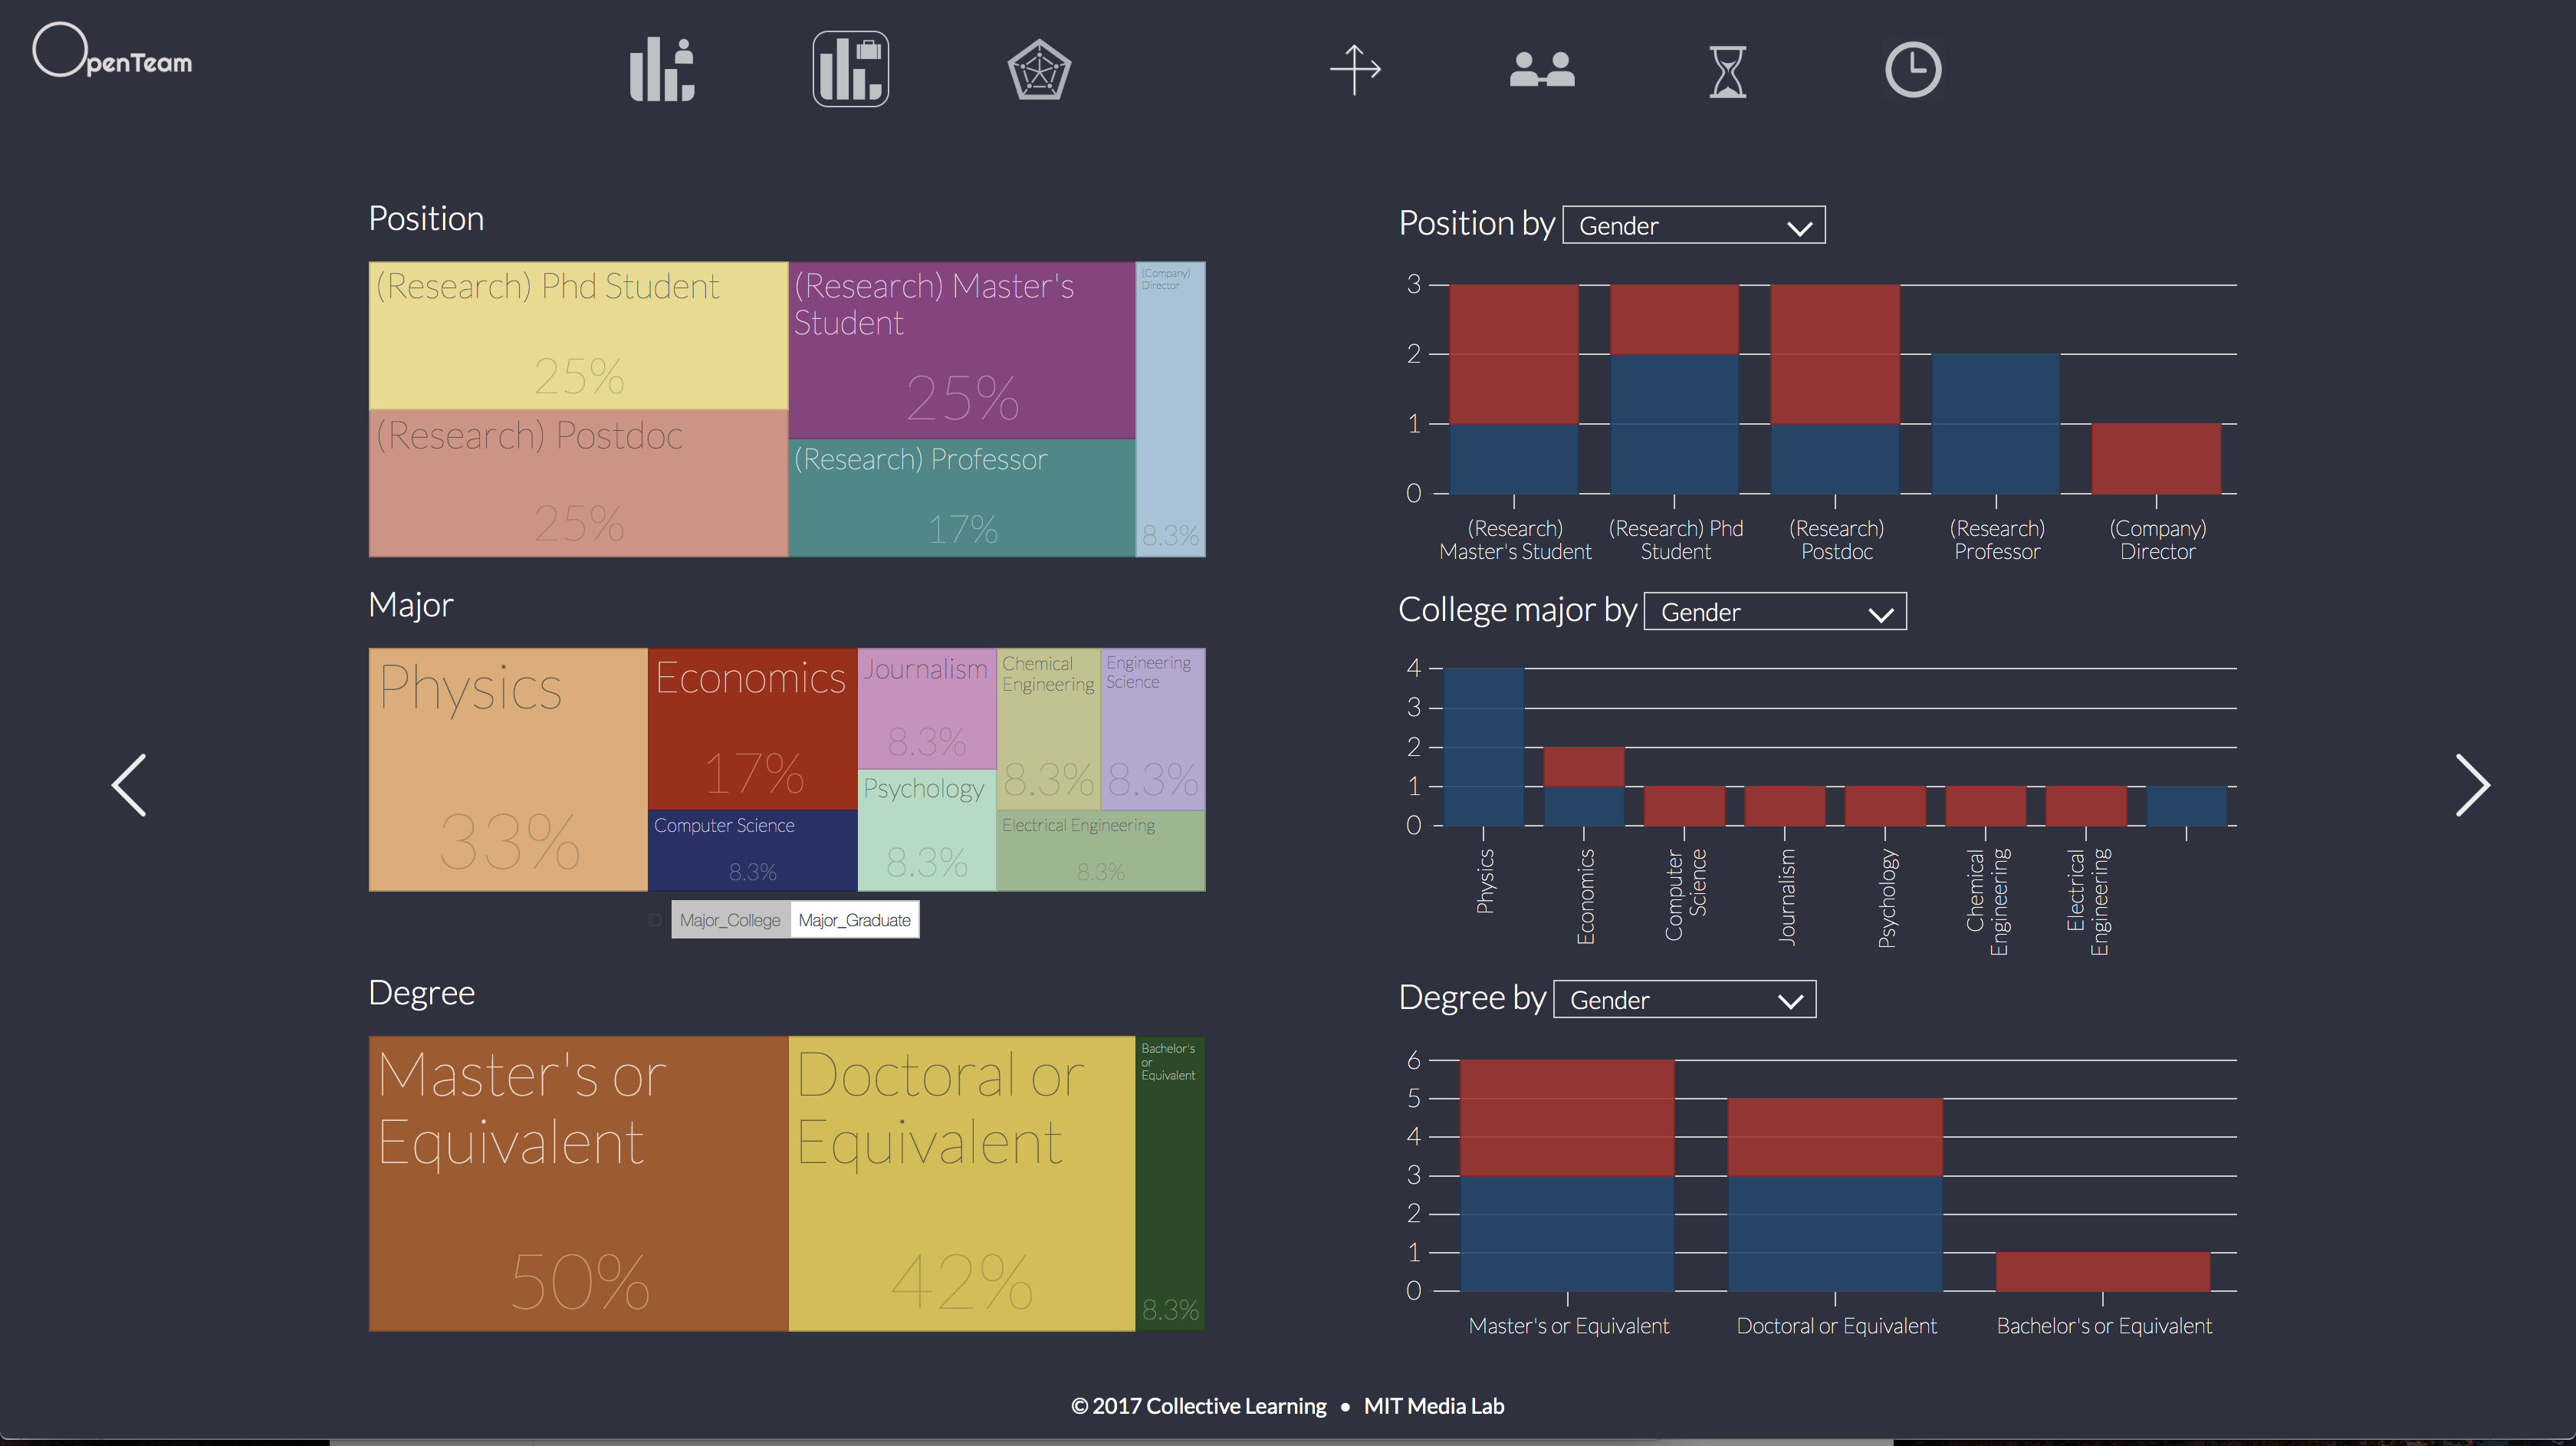 OpenTeam
Position
(Research) Phd Student
25%
(Research) Postdoc
25%
(Research) Master's
Student
25%
(Research) Professor
17%
(Company)
Director
8.3%
Position by Gender
3
2
1
0
(Research)
Master's Student
(Research) Phd
Student
(Research)
Postdoc
(Research)
Professor
(Company)
Director
Major
Physics
33%
Economics
17%
Computer Science
8.3%
Journalism
8.3%
Psychology
8.3%
Chemical
Engineering
8.3%
Engineering
Science
8.3%
Electrical Engineering
8.3%
ID Major_College Major_Graduate
College major by Gender
4
3
2
1
0
Physics
Economics
Computer
Science
Journalism
Psychology
Chemical
Engineering
Electrical
Engineering
Degree
Master's or
Equivalent
50%
Doctoral or
Equivalent
42%
Bachelor's
or
Equivalent
8.3%
Degree by Gender
6
5
4
3
2
1
0
Master's or Equivalent
Doctoral or Equivalent
Bachelor's or Equivalent
© 2017 Collective Learning • MIT Media Lab